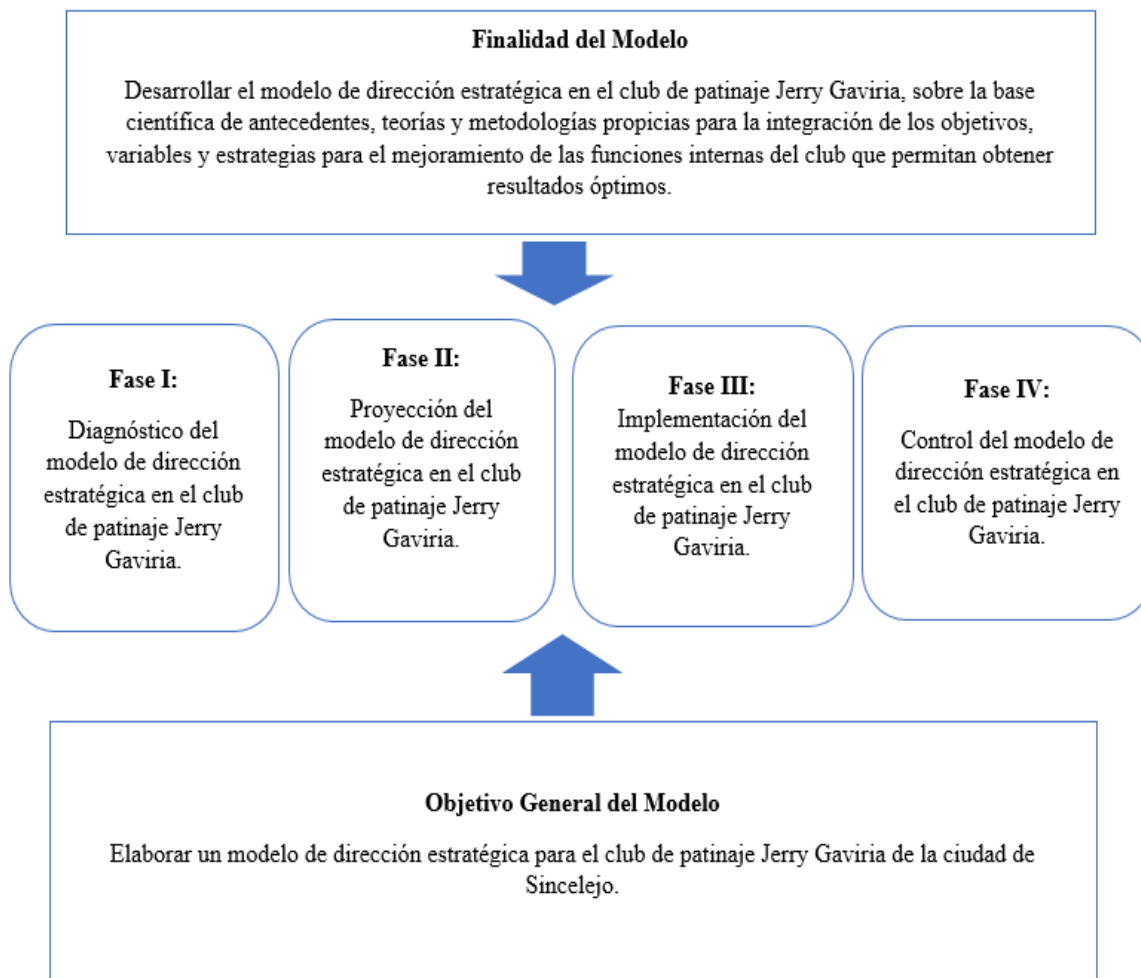 Finalidad del Modelo
Desarrollar el modelo de dirección estratégica en el club de patinaje Jerry Gaviria, sobre la base
científica de antecedentes, teorías y metodologías propicias para la integración de los objetivos,
variables y estrategias para el mejoramiento de las funciones internas del club que permitan obtener
resultados óptimos.
Fase I:
Diagnóstico del
modelo de dirección
estratégica en el club
de patinaje Jerry
Gaviria.
Fase II:
Proyección del
modelo de dirección
estratégica en el club
de patinaje Jerry
Gaviria.
Fase III:
Implementación del
modelo de dirección
estratégica en el club
de patinaje Jerry
Gaviria.
Fase IV:
Control del modelo de
dirección estratégica en
el club de patinaje Jerry
Gaviria.
Objetivo General del Modelo
Elaborar un modelo de dirección estratégica para el club de patinaje Jerry Gaviria de la ciudad de
Sincelejo.